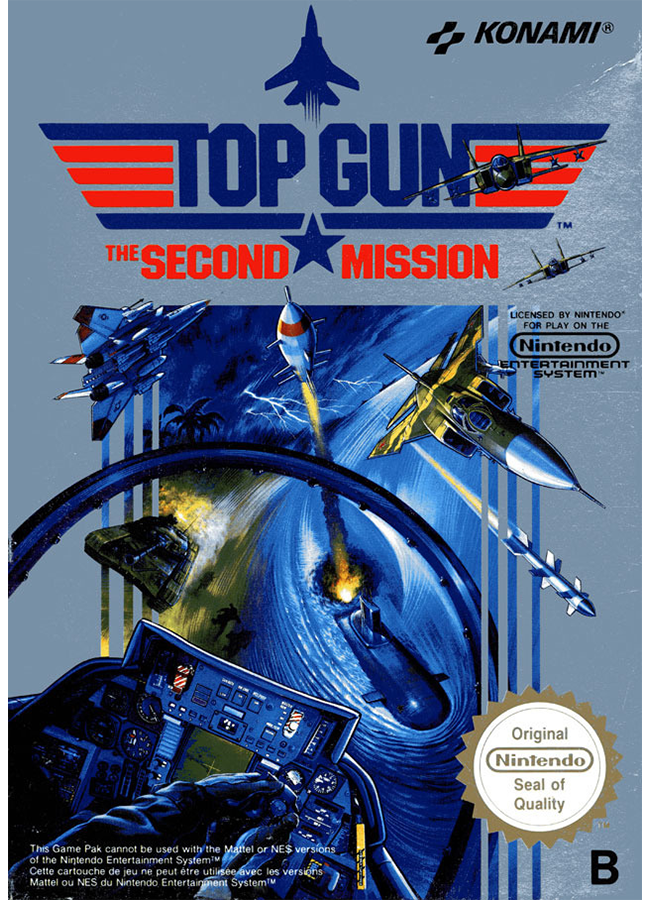 KONAMI®
TOP GUN™
THE SECOND MISSION
LICENSED BY NINTENDO®
FOR PLAY ON THE
Nintendo
ENTERTAINMENT
SYSTEM™
Original
Nintendo
Seal of
Quality
TM
This Game Pak cannot be used with the Mattel or NES versions
of the Nintendo Entertainment System™
Cette cartouche de jeu ne peut être utilisée avec les versions
Mattel ou NES du Nintendo Entertainment System™
B